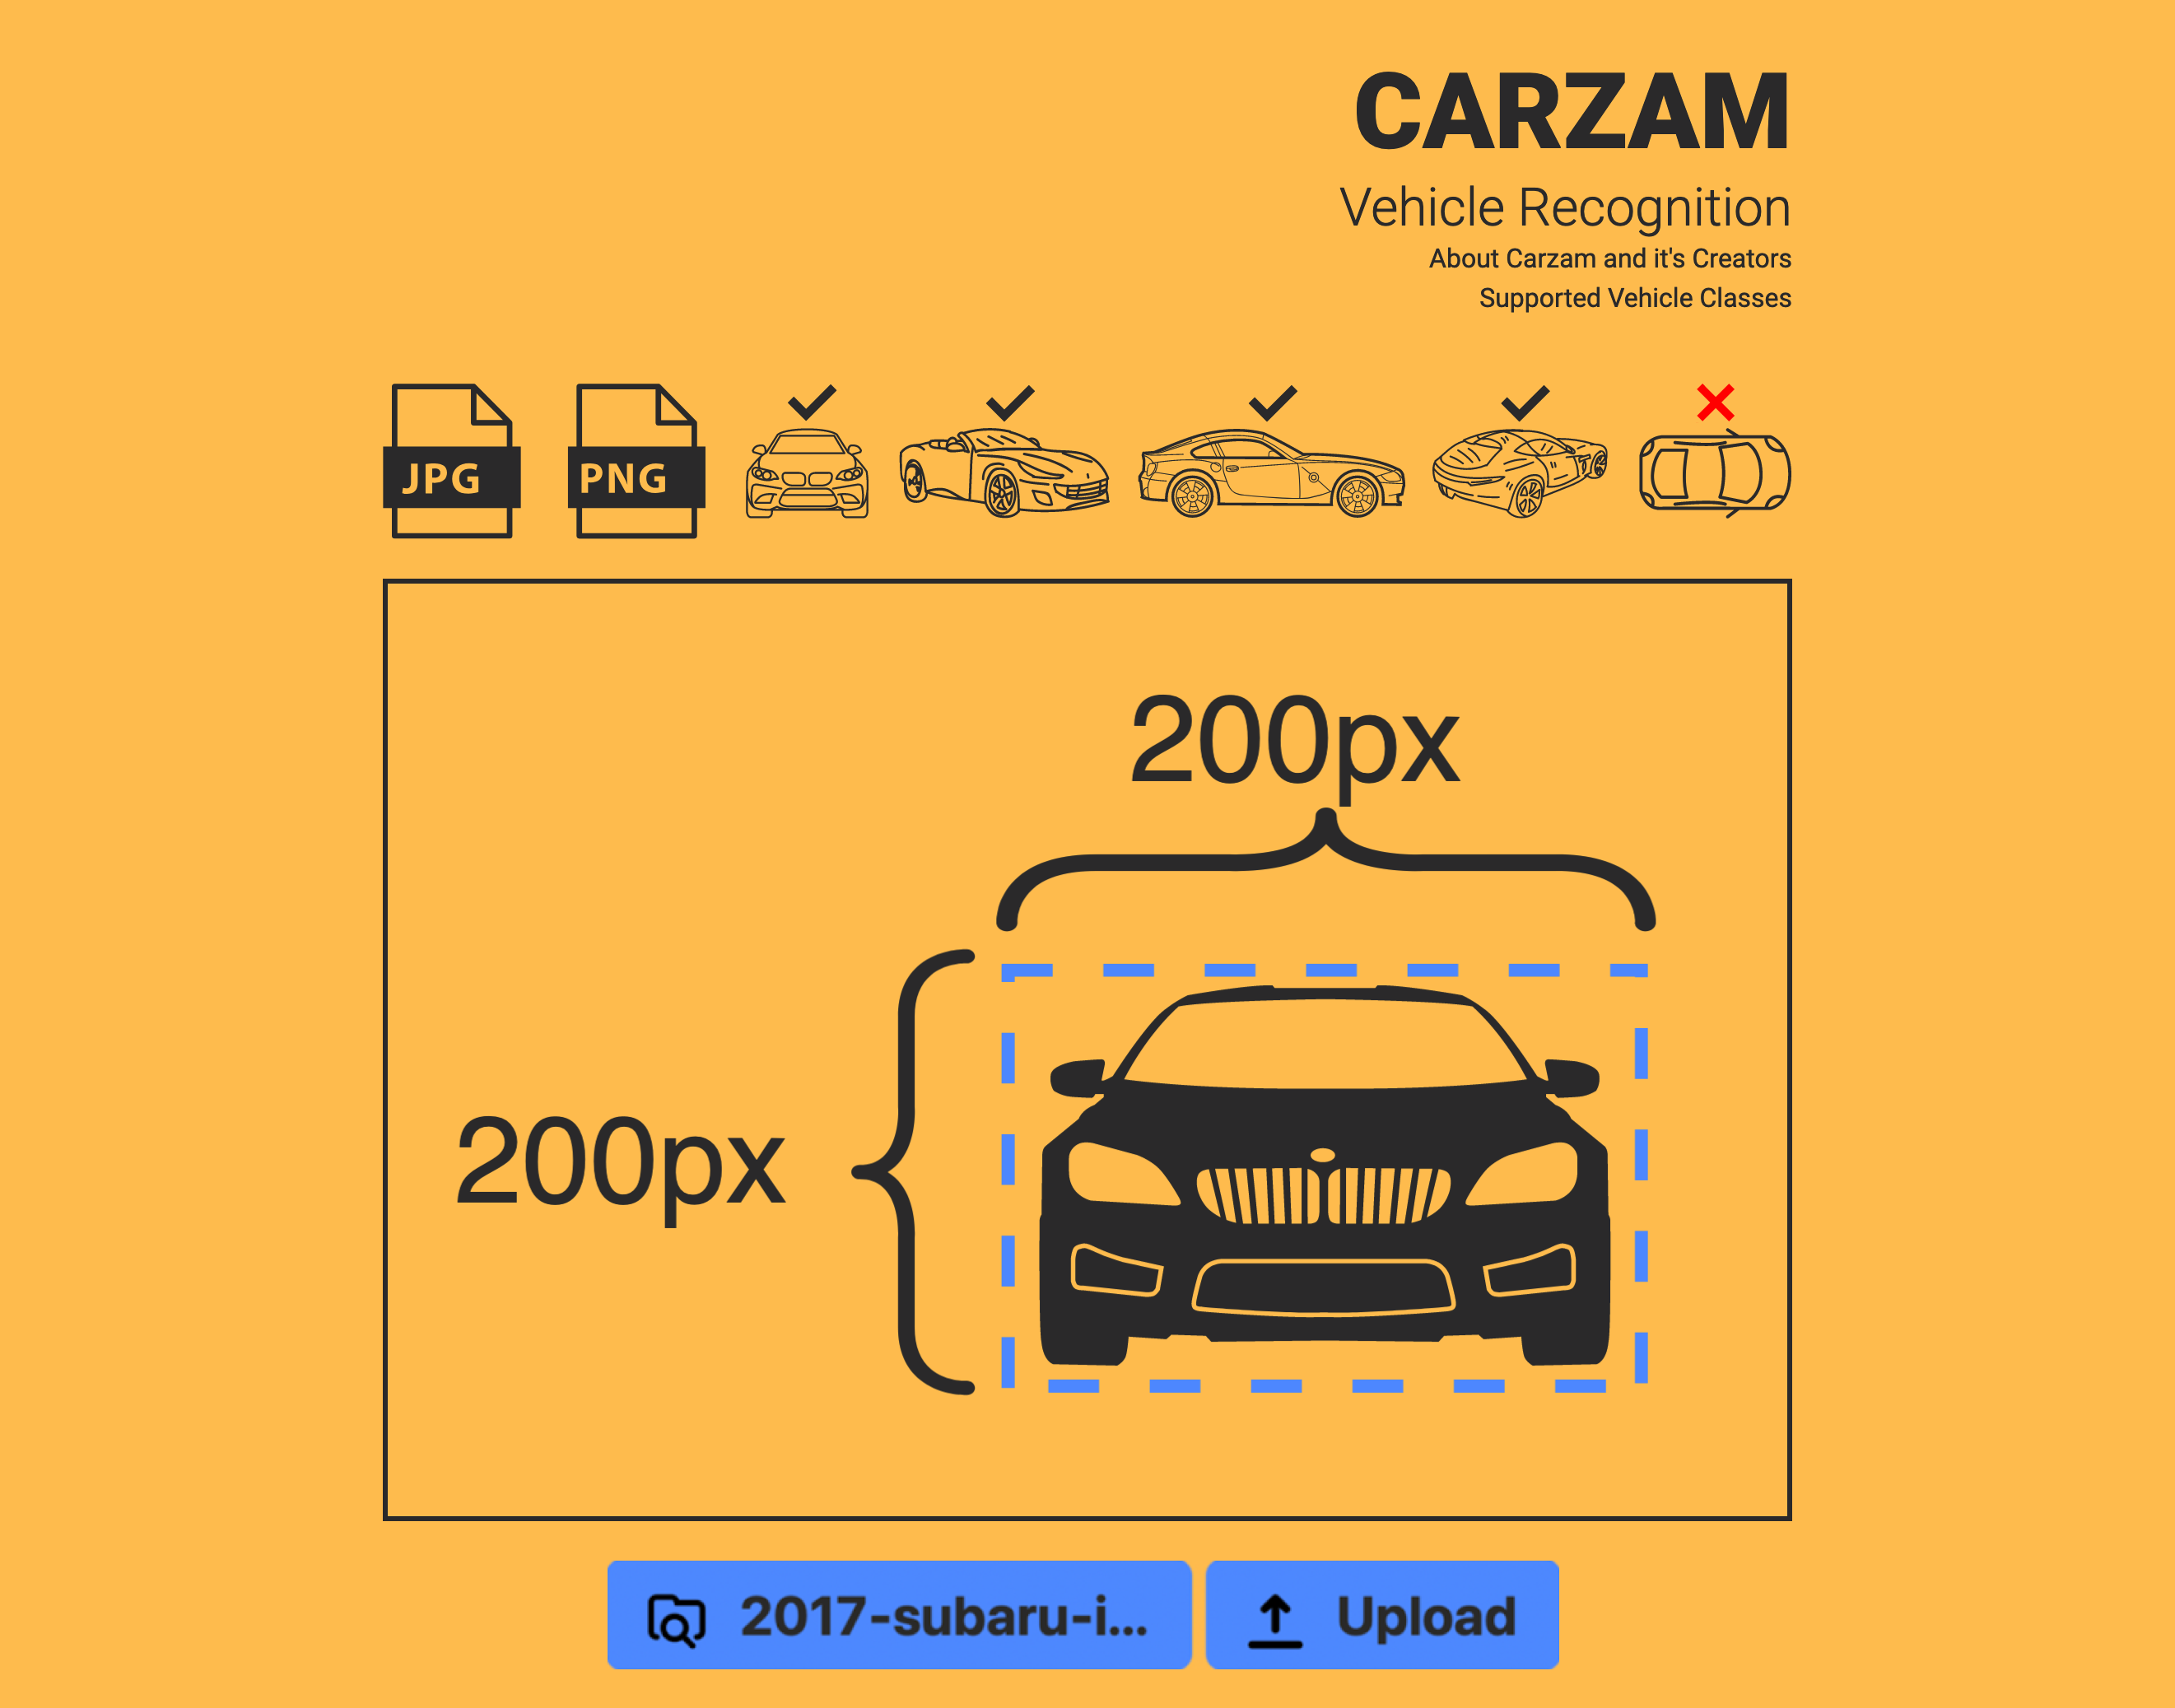 CARZAM
Vehicle Recognition
About Carzam and it's Creators
Supported Vehicle Classes
JPG
PNG
200px
200px
2017-subaru-i...
Upload